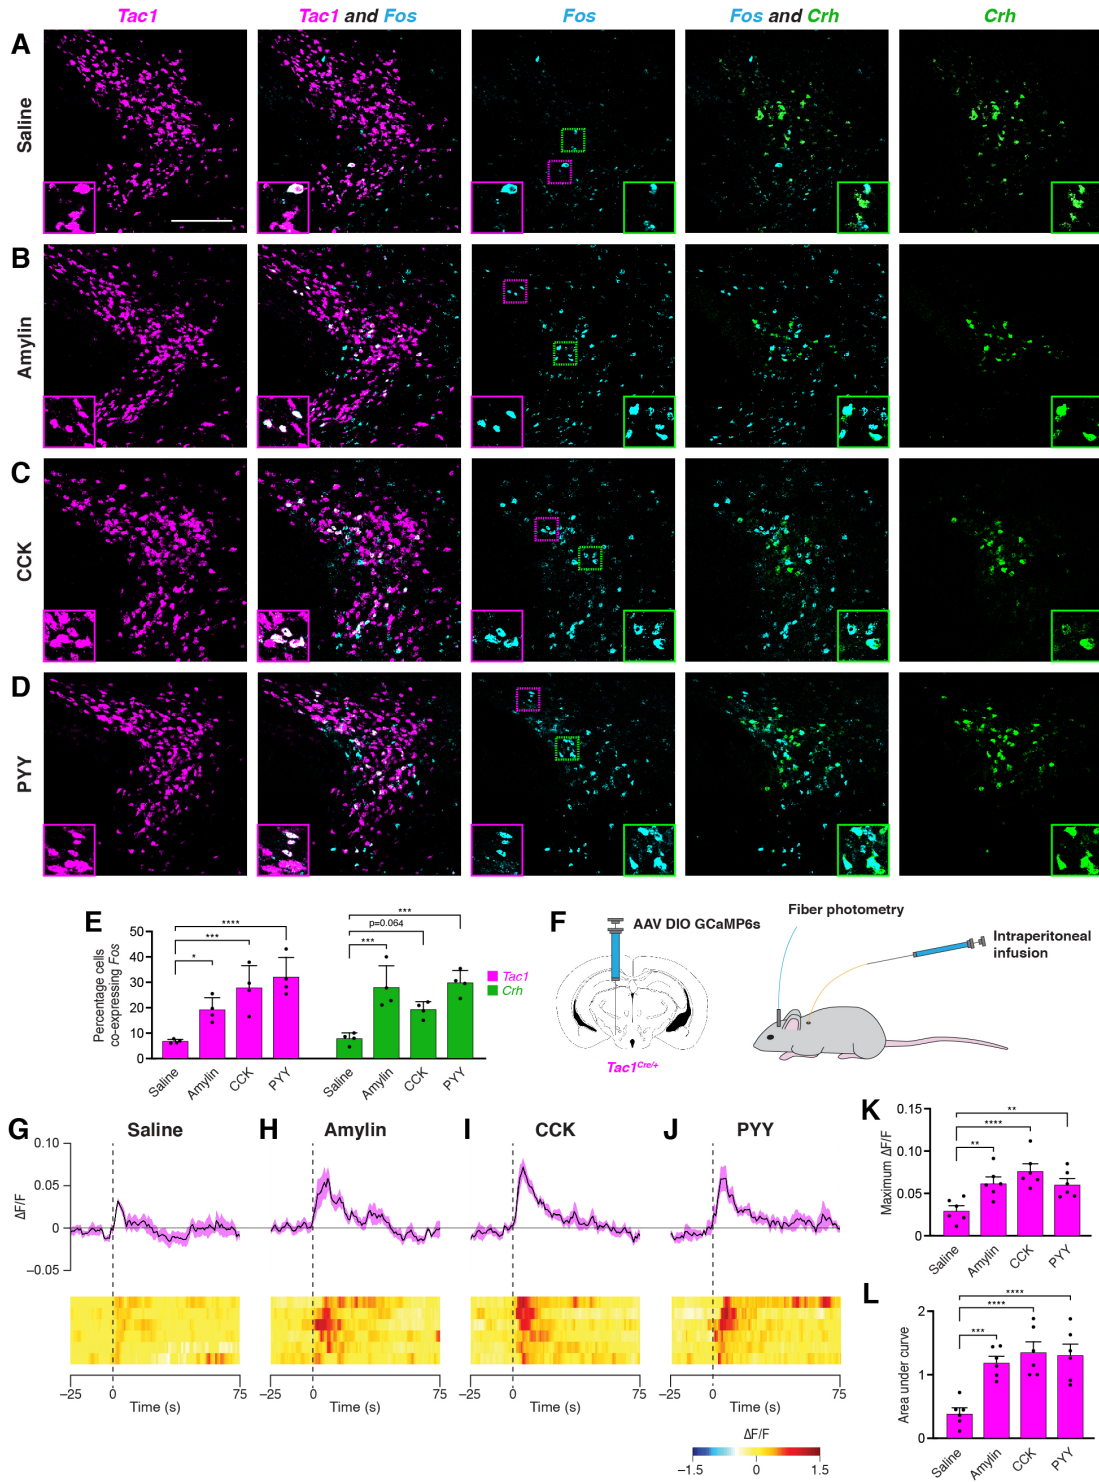 Tac1
Tac1 and Fos
Fos
Fos and Crh
Crh
A
Saline
B
Amylin
C
CCK
D
PYY
E
Percentage cells
co-expressing Fos
50
40
30
20
10
0
*
***
****
***
p=0.064
***
Tac1
Crh
Saline
Amylin
CCK
PYY
Saline
Amylin
CCK
PYY
F
AAV DIO GCaMP6s
Tac1Cre/+
Fiber photometry
Intraperitoneal
infusion
G
Saline
H
Amylin
I
CCK
J
PYY
ΔF/F
0.10
0.05
0
−0.05
−25
0
75
Time (s)
−25
0
75
Time (s)
−25
0
75
Time (s)
−25
0
75
Time (s)
ΔF/F
−1.5
0
1.5
K
Maximum ΔF/F
0.15
0.10
0.05
0
**
****
**
Saline
Amylin
CCK
PYY
L
Area under curve
2
1
0
****
****
***
Saline
Amylin
CCK
PYY